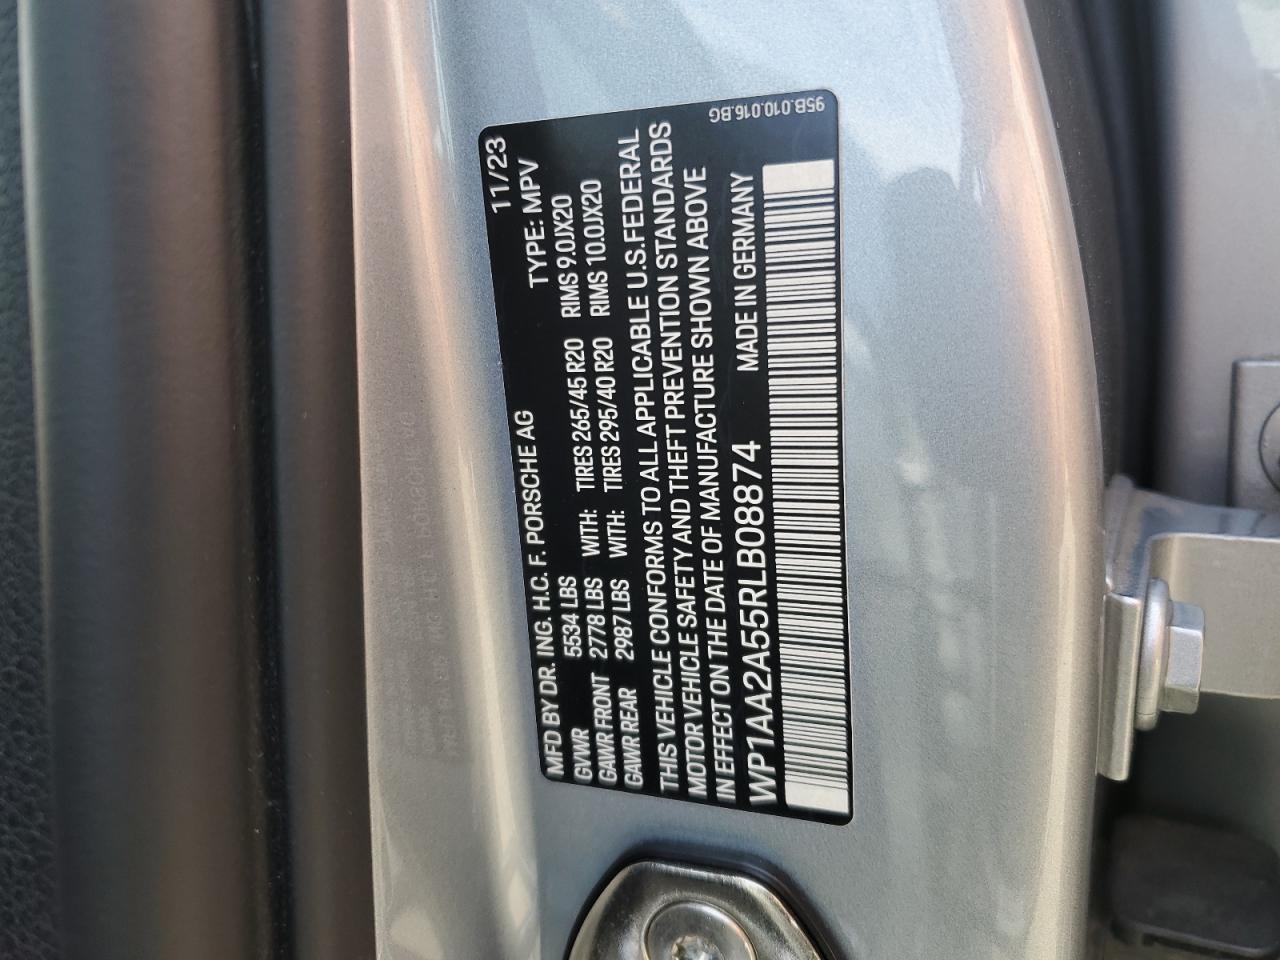 MFD BY DR. ING. H.C. F. PORSCHE AG 11/23
GVWR 5534 LBS TYPE: MPV
GAWR FRONT 2778 LBS WITH: TIRES 265/45 R20 RIMS 9.0JX20
GAWR REAR 2987 LBS WITH: TIRES 295/40 R20 RIMS 10.0JX20
THIS VEHICLE CONFORMS TO ALL APPLICABLE U.S.FEDERAL
MOTOR VEHICLE SAFETY AND THEFT PREVENTION STANDARDS
IN EFFECT ON THE DATE OF MANUFACTURE SHOWN ABOVE
WP1AA2A55RLB08874 MADE IN GERMANY
95B.010.016.BG